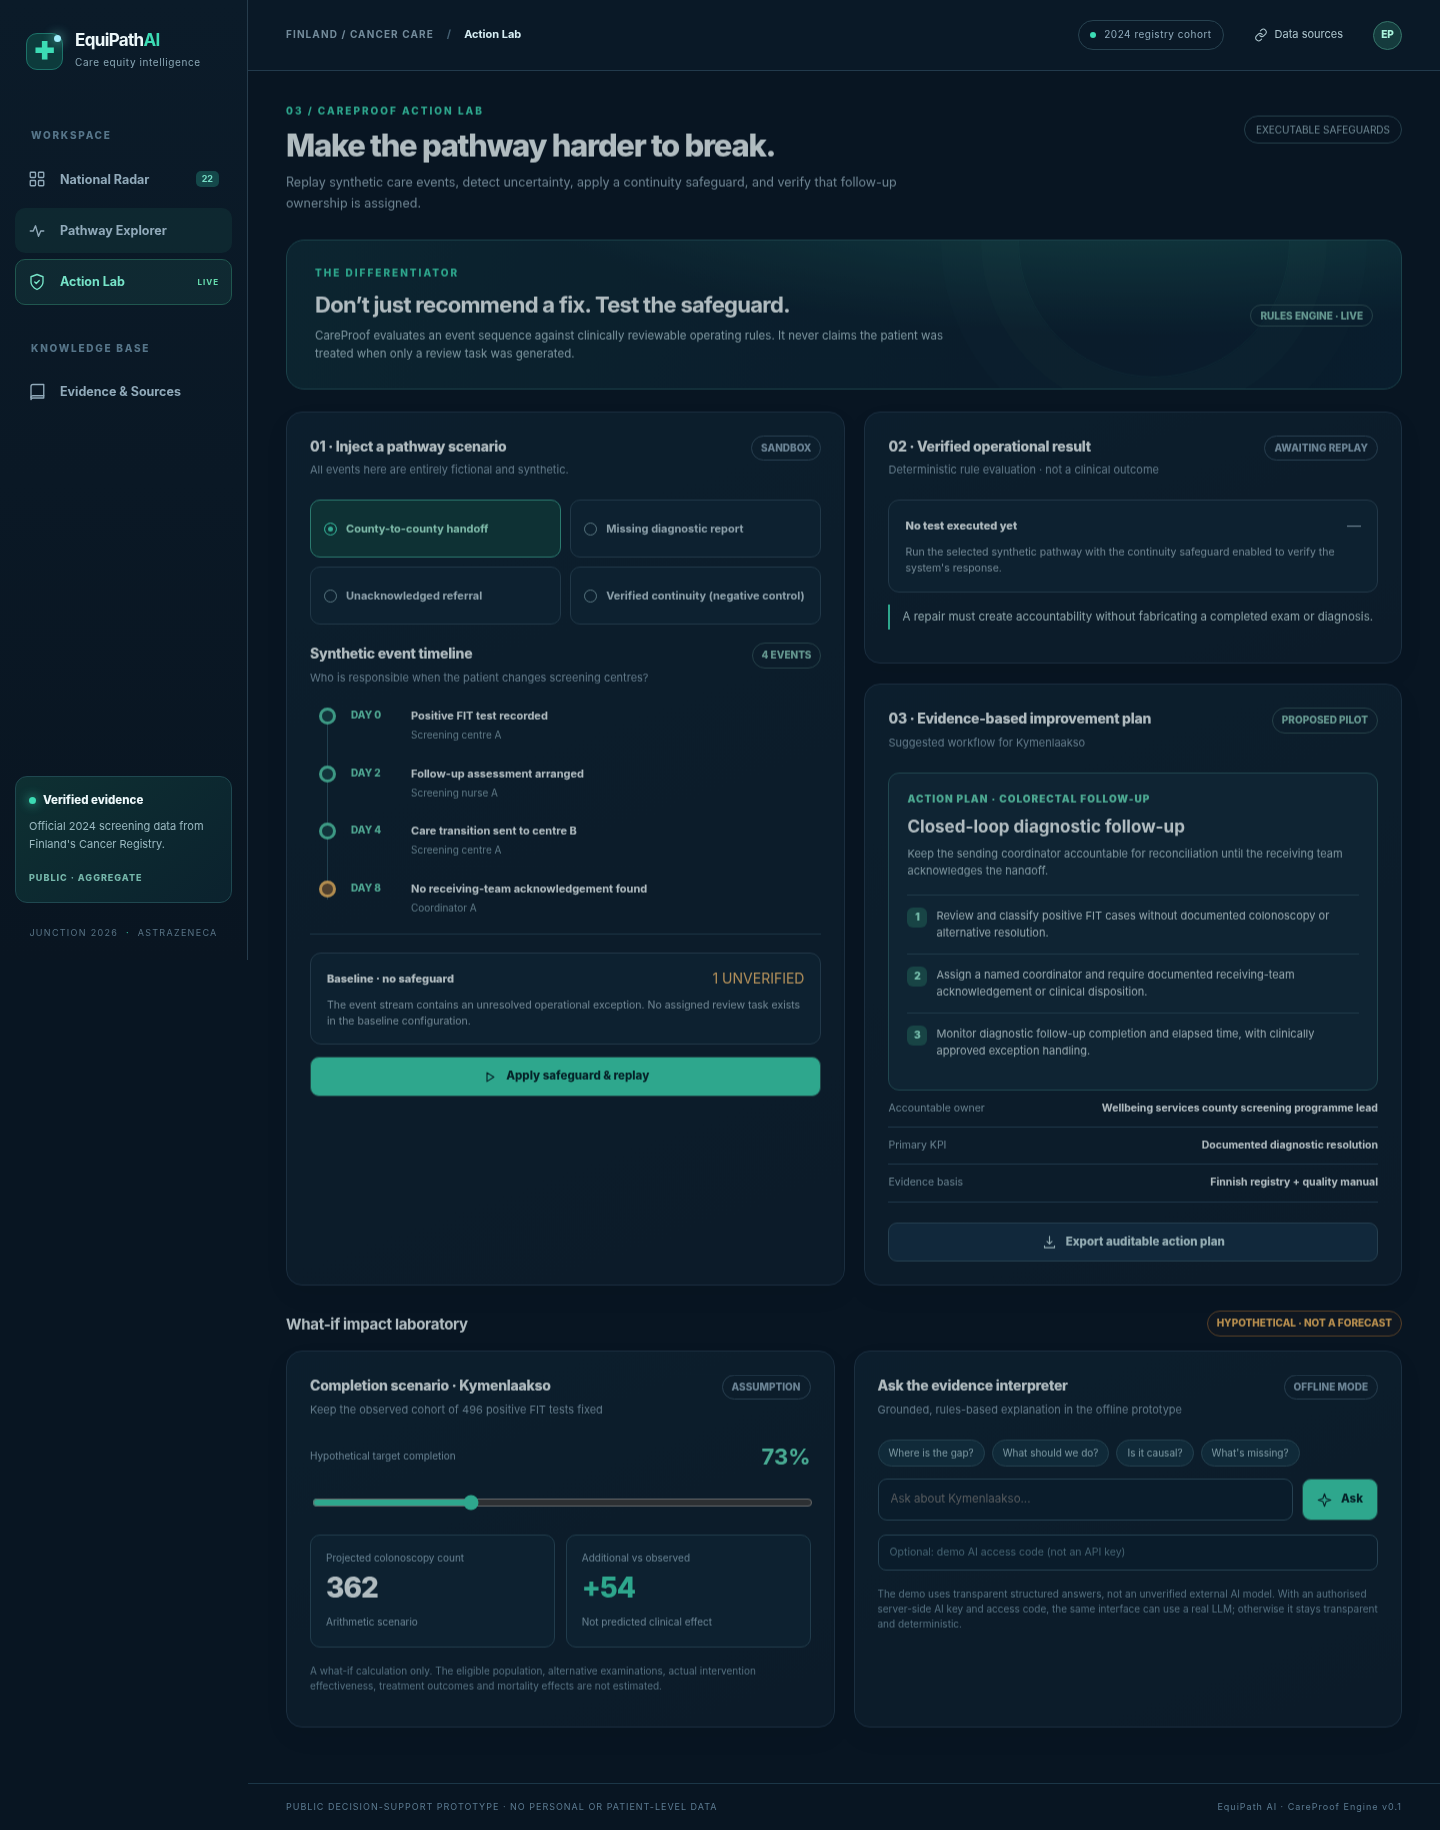 EquiPathAI
Care equity intelligence
WORKSPACE
National Radar
22
Pathway Explorer
Action Lab
LIVE
KNOWLEDGE BASE
Evidence & Sources
Verified evidence
Official 2024 screening data from
Finland's Cancer Registry.
PUBLIC · AGGREGATE
JUNCTION 2026 · ASTRAZENECA
FINLAND / CANCER CARE / Action Lab
2024 registry cohort
Data sources
EP
03 / CAREPROOF ACTION LAB
Make the pathway harder to break.
Replay synthetic care events, detect uncertainty, apply a continuity safeguard, and verify that follow-up
ownership is assigned.
EXECUTABLE SAFEGUARDS
THE DIFFERENTIATOR
Don’t just recommend a fix. Test the safeguard.
CareProof evaluates an event sequence against clinically reviewable operating rules. It never claims the patient was
treated when only a review task was generated.
RULES ENGINE · LIVE
01 · Inject a pathway scenario
All events here are entirely fictional and synthetic.
SANDBOX
County-to-county handoff
Missing diagnostic report
Unacknowledged referral
Verified continuity (negative control)
Synthetic event timeline
Who is responsible when the patient changes screening centres?
4 EVENTS
DAY 0
Positive FIT test recorded
Screening centre A
DAY 2
Follow-up assessment arranged
Screening nurse A
DAY 4
Care transition sent to centre B
Screening centre A
DAY 8
No receiving-team acknowledgement found
Coordinator A
Baseline · no safeguard
1 UNVERIFIED
The event stream contains an unresolved operational exception. No assigned review task exists
in the baseline configuration.
Apply safeguard & replay
02 · Verified operational result
Deterministic rule evaluation · not a clinical outcome
AWAITING REPLAY
No test executed yet
—
Run the selected synthetic pathway with the continuity safeguard enabled to verify the
system's response.
A repair must create accountability without fabricating a completed exam or diagnosis.
03 · Evidence-based improvement plan
Suggested workflow for Kymenlaakso
PROPOSED PILOT
ACTION PLAN · COLORECTAL FOLLOW-UP
Closed-loop diagnostic follow-up
Keep the sending coordinator accountable for reconciliation until the receiving team
acknowledges the handoff.
1
Review and classify positive FIT cases without documented colonoscopy or
alternative resolution.
2
Assign a named coordinator and require documented receiving-team
acknowledgement or clinical disposition.
3
Monitor diagnostic follow-up completion and elapsed time, with clinically
approved exception handling.
Accountable owner
Wellbeing services county screening programme lead
Primary KPI
Documented diagnostic resolution
Evidence basis
Finnish registry + quality manual
Export auditable action plan
What-if impact laboratory
HYPOTHETICAL · NOT A FORECAST
Completion scenario · Kymenlaakso
Keep the observed cohort of 496 positive FIT tests fixed
ASSUMPTION
Hypothetical target completion
73%
Projected colonoscopy count
362
Arithmetic scenario
Additional vs observed
+54
Not predicted clinical effect
A what-if calculation only. The eligible population, alternative examinations, actual intervention
effectiveness, treatment outcomes and mortality effects are not estimated.
Ask the evidence interpreter
Grounded, rules-based explanation in the offline prototype
OFFLINE MODE
Where is the gap?
What should we do?
Is it causal?
What's missing?
Ask about Kymenlaakso...
Ask
Optional: demo AI access code (not an API key)
The demo uses transparent structured answers, not an unverified external AI model. With an authorised
server-side AI key and access code, the same interface can use a real LLM; otherwise it stays transparent
and deterministic.
PUBLIC DECISION-SUPPORT PROTOTYPE · NO PERSONAL OR PATIENT-LEVEL DATA
EquiPath AI · CareProof Engine v0.1